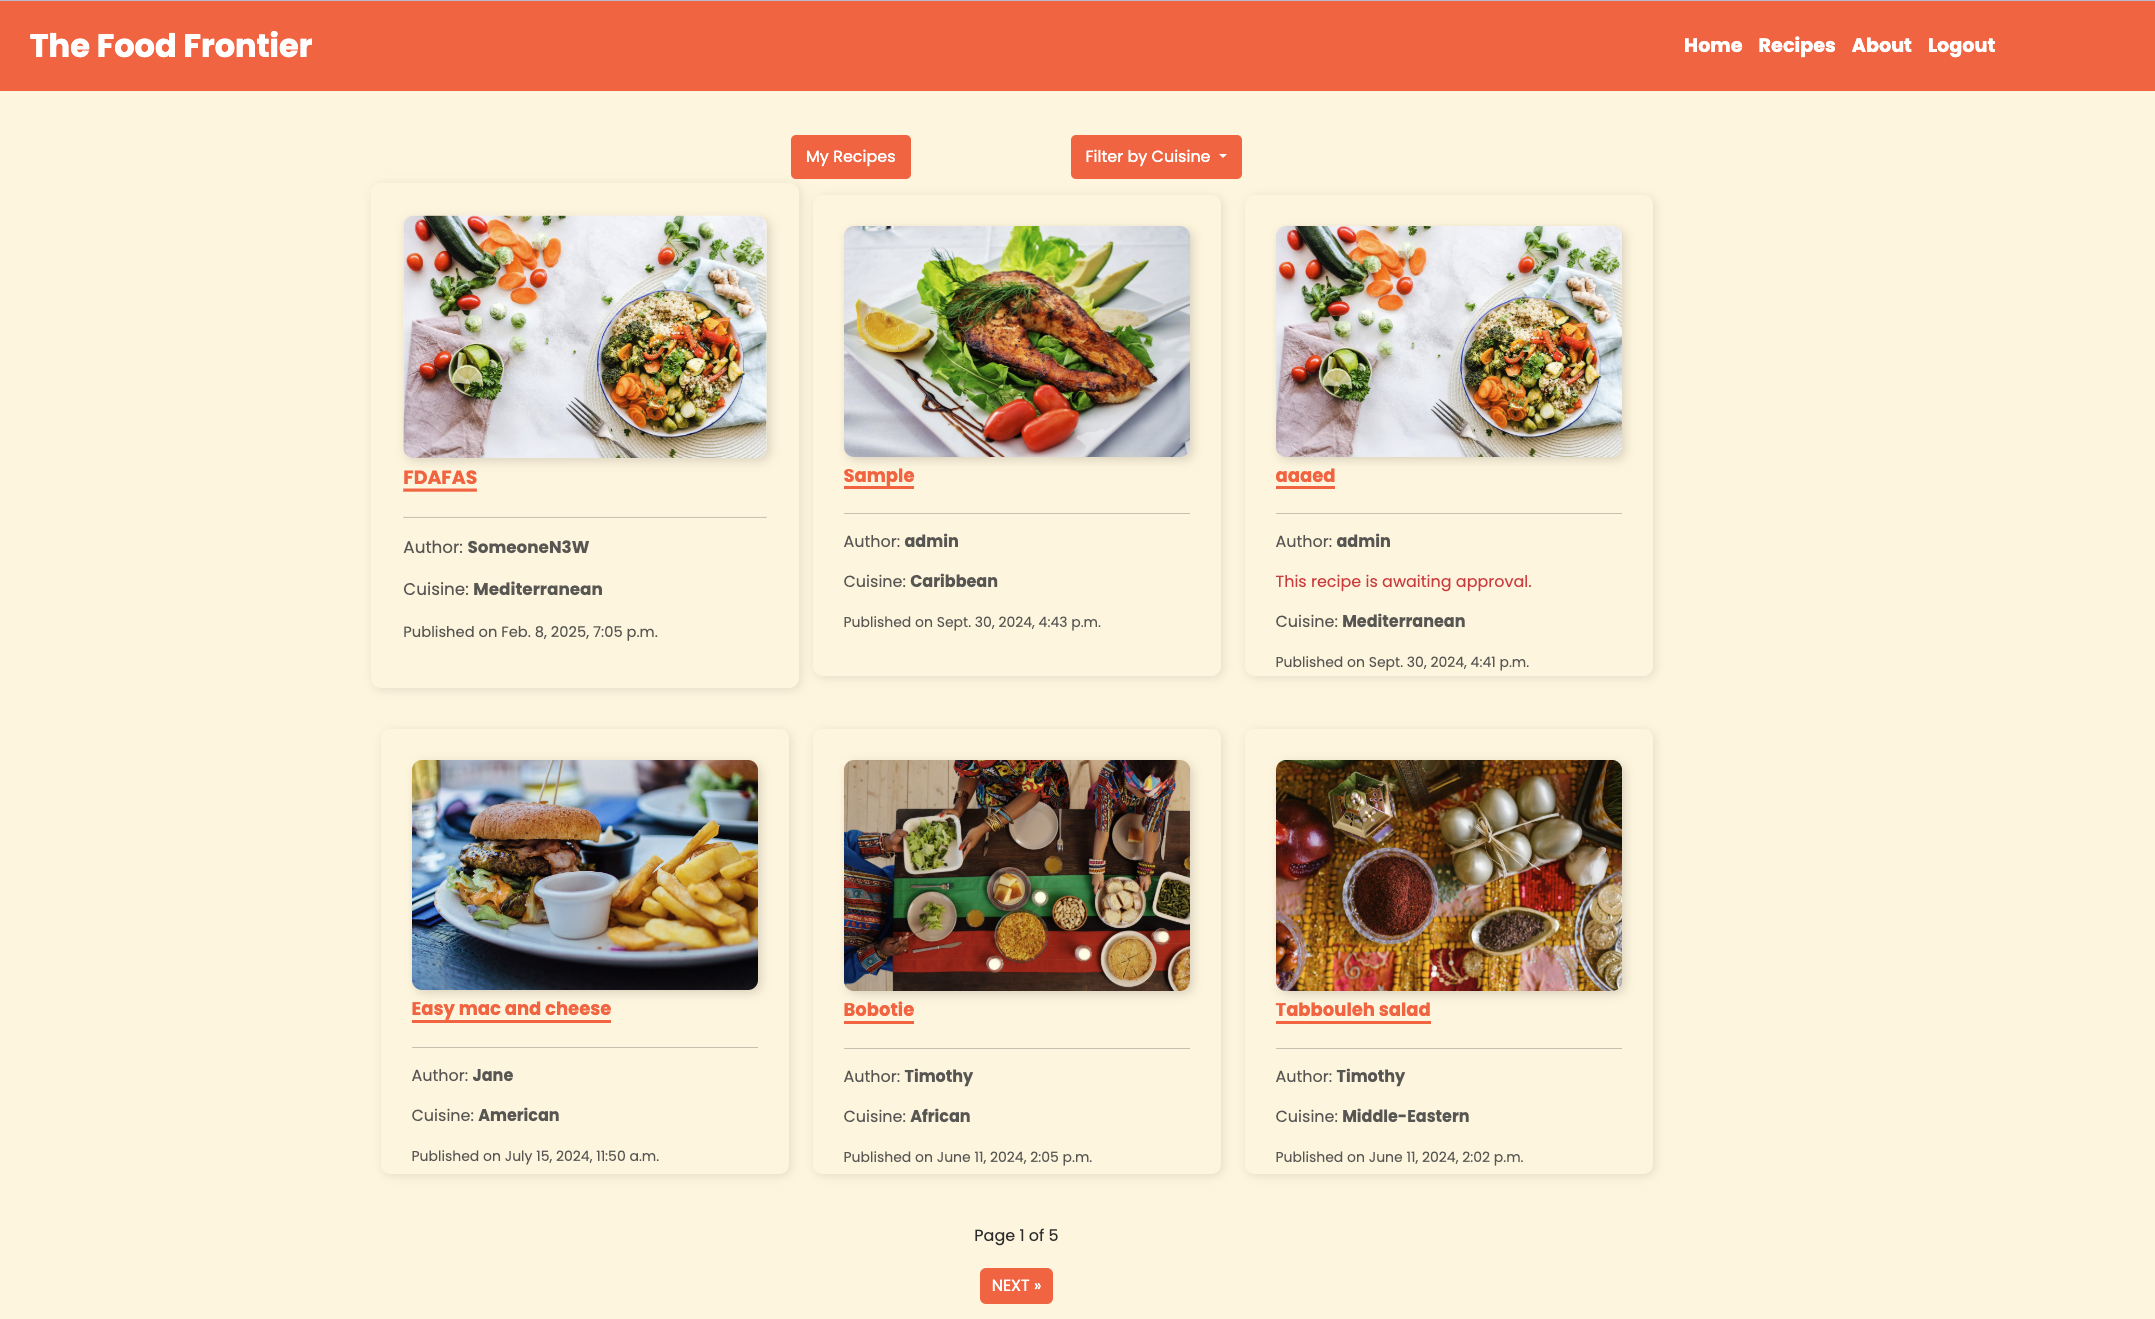 The Food Frontier
Home Recipes About Logout
My Recipes
Filter by Cuisine
FDAFAS
Author: SomeoneN3W
Cuisine: Mediterranean
Published on Feb. 8, 2025, 7:05 p.m.
Sample
Author: admin
Cuisine: Caribbean
Published on Sept. 30, 2024, 4:43 p.m.
aaaed
Author: admin
This recipe is awaiting approval.
Cuisine: Mediterranean
Published on Sept. 30, 2024, 4:41 p.m.
Easy mac and cheese
Author: Jane
Cuisine: American
Published on July 15, 2024, 11:50 a.m.
Bobotie
Author: Timothy
Cuisine: African
Published on June 11, 2024, 2:05 p.m.
Tabbouleh salad
Author: Timothy
Cuisine: Middle-Eastern
Published on June 11, 2024, 2:02 p.m.
Page 1 of 5
NEXT »